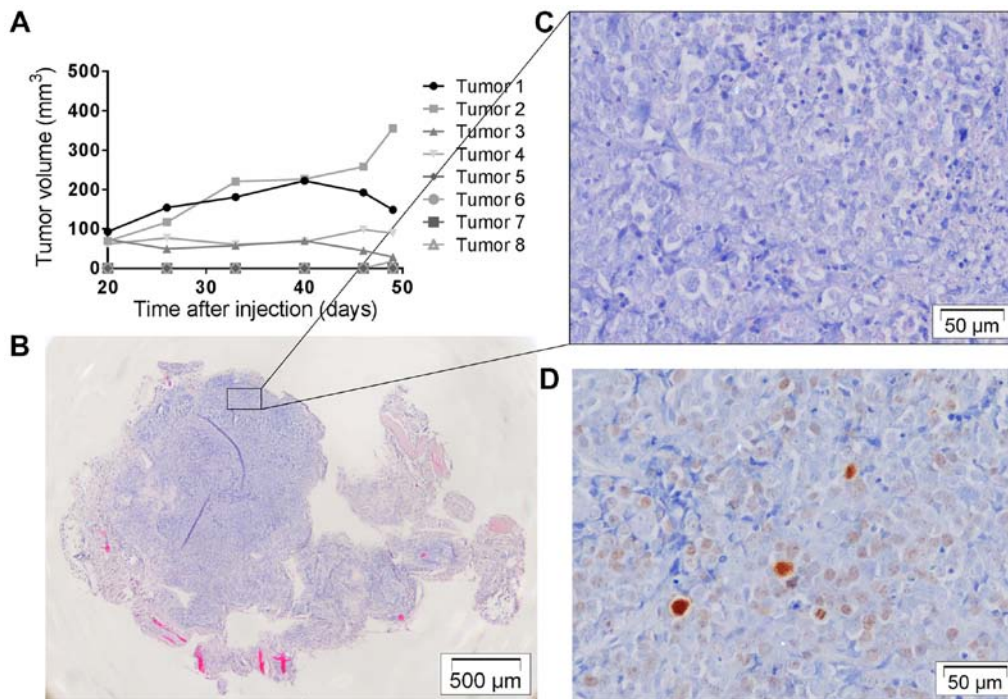 A
Tumor volume (mm³)
500
400
300
200
100
0
20
30
40
50
Time after injection (days)
Tumor 1
Tumor 2
Tumor 3
Tumor 4
Tumor 5
Tumor 6
Tumor 7
Tumor 8
B
500 µm
C
50 µm
D
50 µm